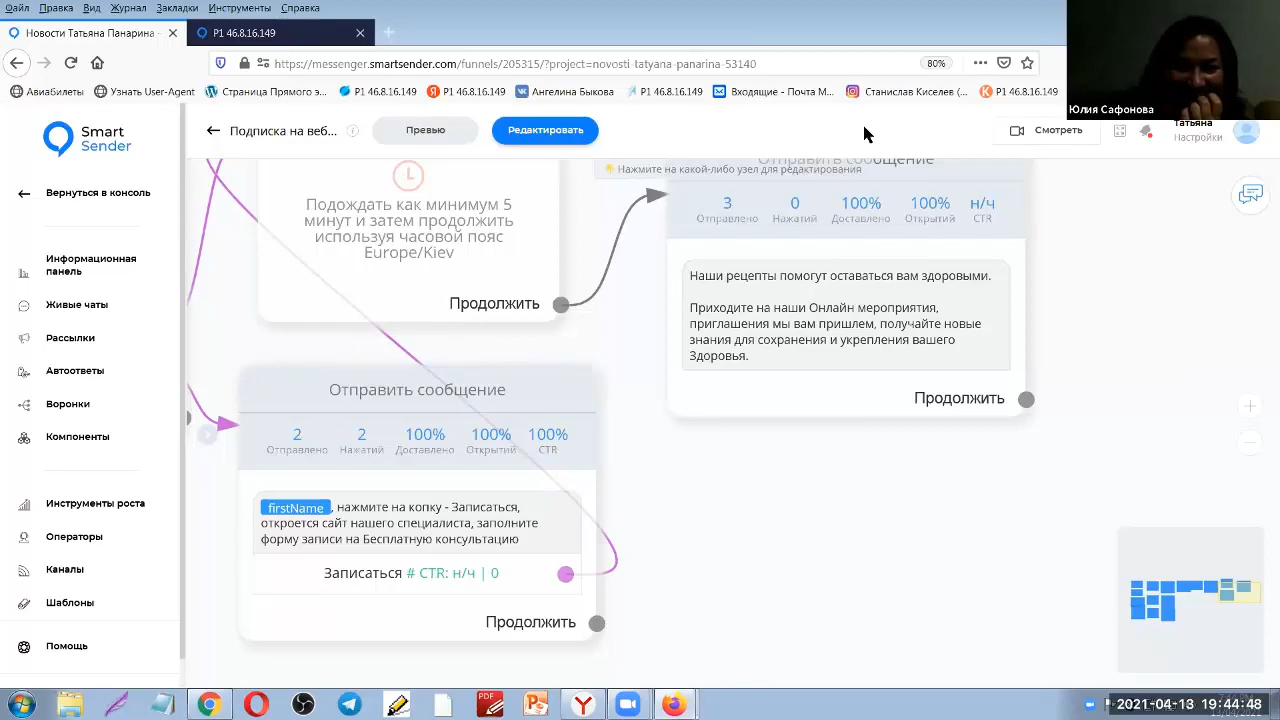 Файл Правка Вид Журнал Закладки Инструменты Справка
Новости Татьяна Панарина -
P1 46.8.16.149
https://messenger.smartsender.com/funnels/205315/?project=novosti-tatyana-panarina-53140
80%
Авиабилеты
Узнать User-Agent
Страница Прямого э...
P1 46.8.16.149
P1 46.8.16.149
Ангелина Быкова
P1 46.8.16.149
Входящие - Почта М...
Станислав Киселев (...
P1 46.8.16.149
Юлия Сафонова
Smart
Sender
Подписка на веб...
Превью
Редактировать
Смотреть
Татьяна
Настройки
Вернуться в консоль
Информационная
панель
Живые чаты
Рассылки
Автоответы
Воронки
Компоненты
Инструменты роста
Операторы
Каналы
Шаблоны
Помощь
Подождать как минимум 5
минут и затем продолжить
используя часовой пояс
Europe/Kiev
Продолжить
Отправить сообщение
Нажмите на какой-либо узел для редактирования
3 0 100% 100% н/ч
Отправлено Нажатий Доставлено Открытий CTR
Наши рецепты помогут оставаться вам здоровыми.
Приходите на наши Онлайн мероприятия,
приглашения мы вам пришлем, получайте новые
знания для сохранения и укрепления вашего
Здоровья.
Продолжить
Отправить сообщение
2 2 100% 100% 100%
Отправлено Нажатий Доставлено Открытий CTR
firstName , нажмите на копку - Записаться,
откроется сайт нашего специалиста, заполните
форму записи на Бесплатную консультацию
Записаться # CTR: н/ч | 0
Продолжить
PDF
2021-04-13 19:44:48